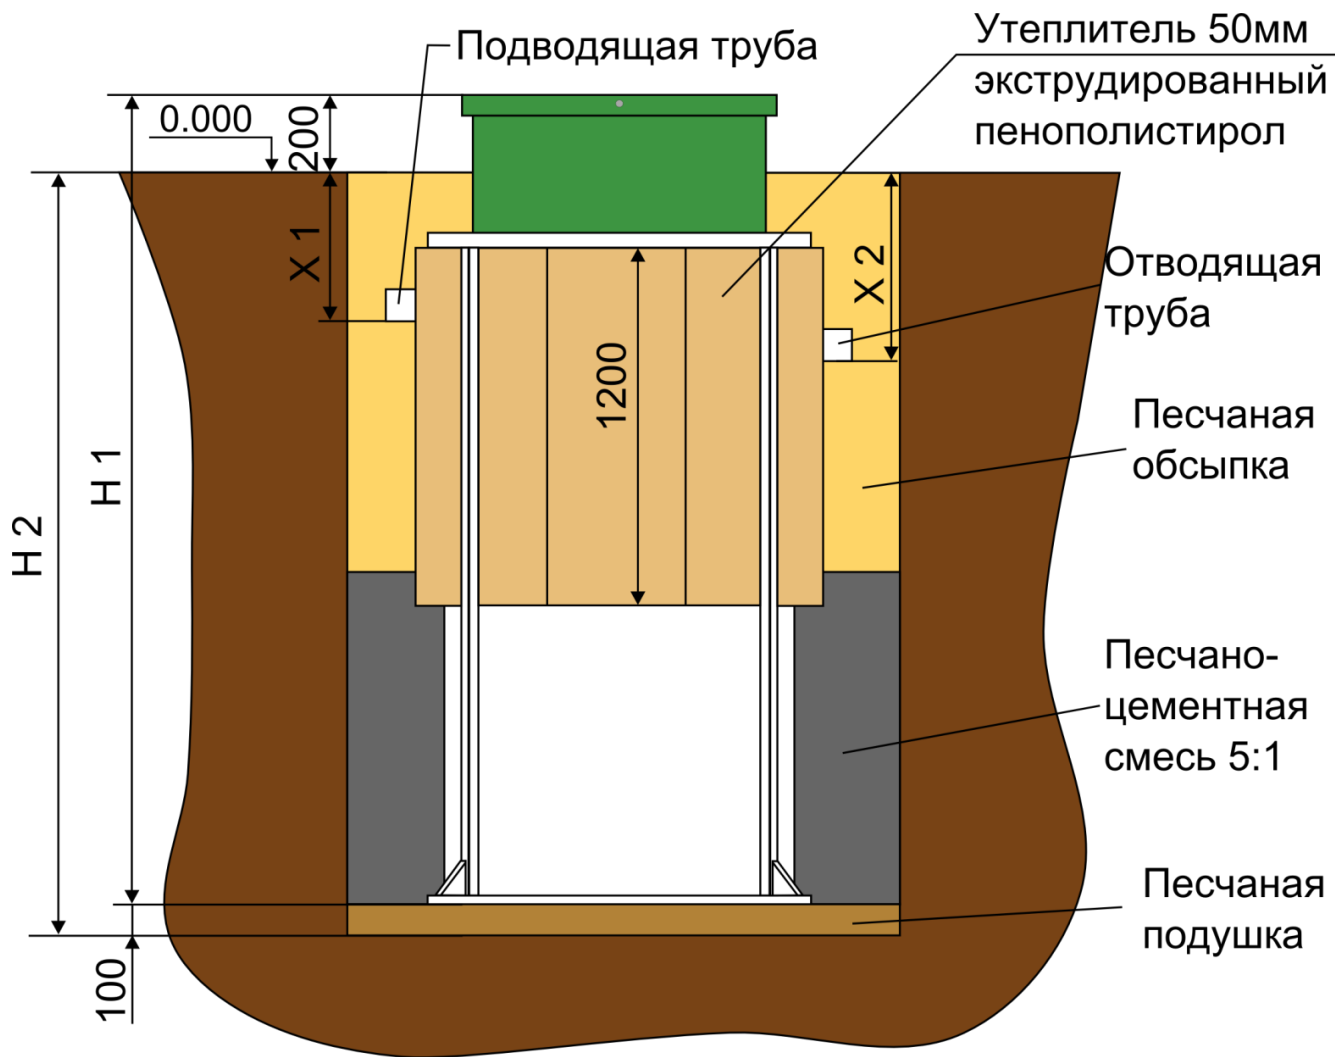 Подводящая труба
Утеплитель 50мм
экструдированный
пенополистирол
0.000
200
X 1
X 2
Отводящая
труба
1200
Песчаная
обсыпка
H 1
H 2
Песчано-
цементная
смесь 5:1
Песчаная
подушка
100